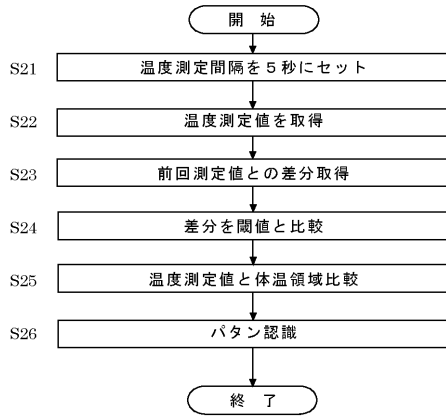 開 始
S21 温度測定間隔を５秒にセット
S22 温度測定値を取得
S23 前回測定値との差分取得
S24 差分を閾値と比較
S25 温度測定値と体温領域比較
S26 パタン認識
終 了